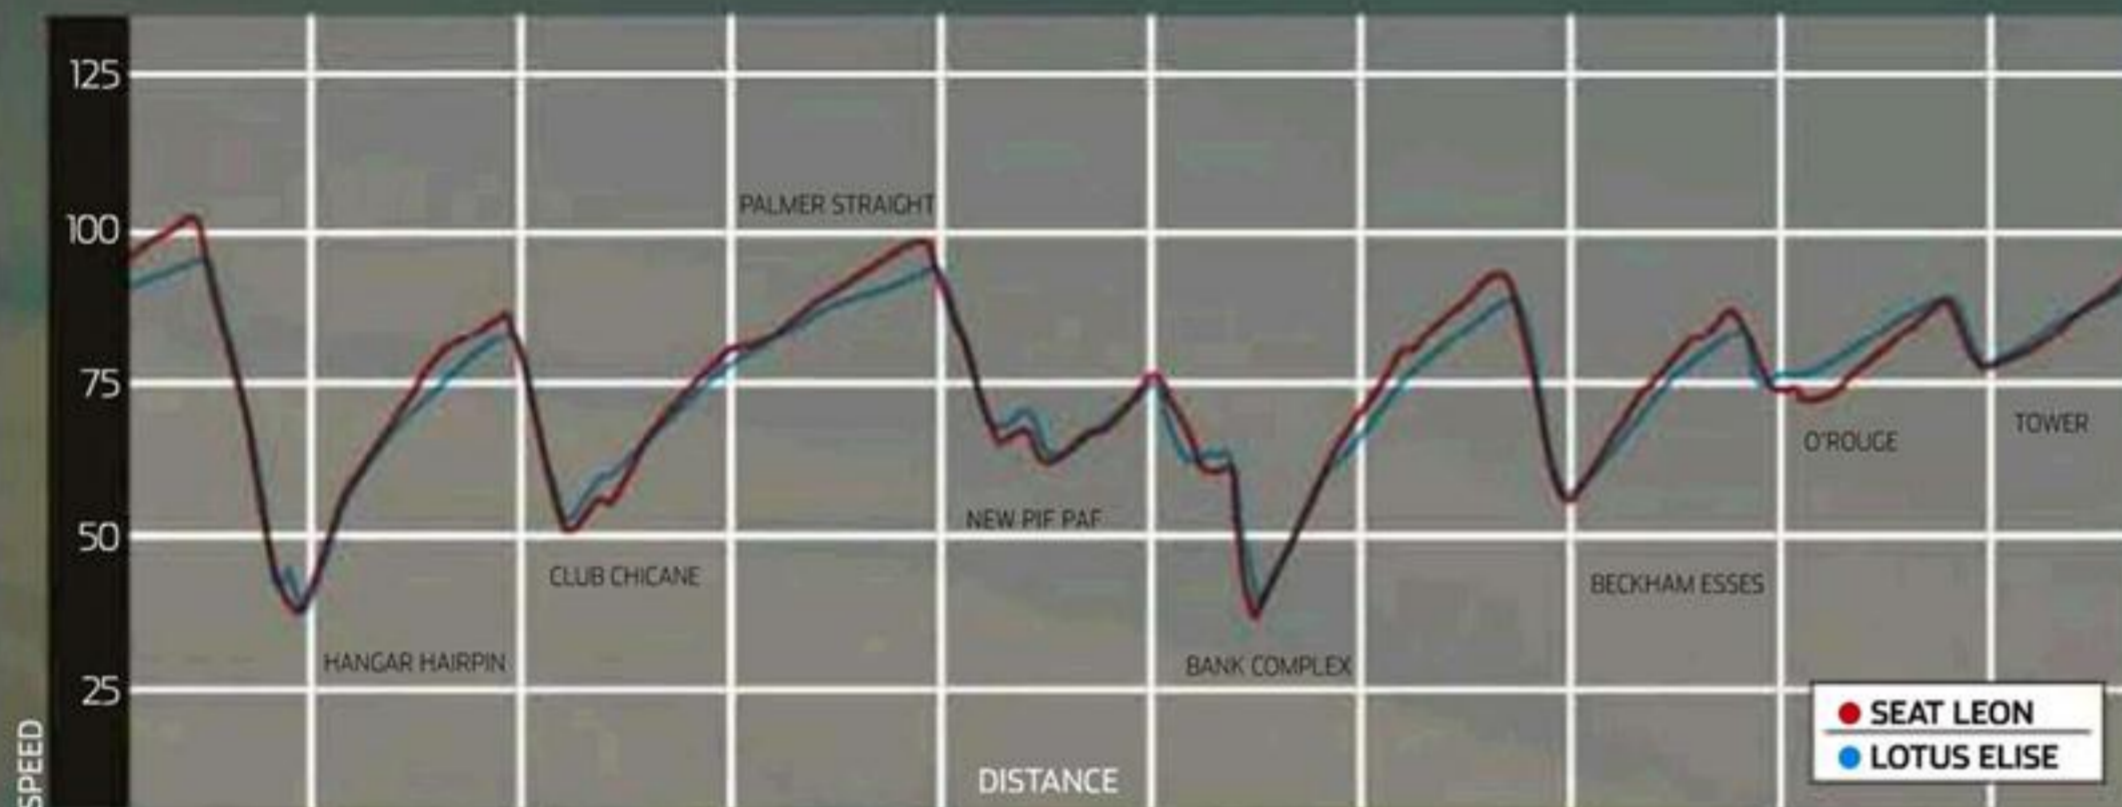 125
PALMER STRAIGHT
100
75
TOWER
O'ROUGE
NEW PIF PAF
50
CLUB CHICANE
BECKHAM ESSES
HANGAR HAIRPIN
BANK COMPLEX
25
SEAT LEON
LOTUS ELISE
SPEED
DISTANCE